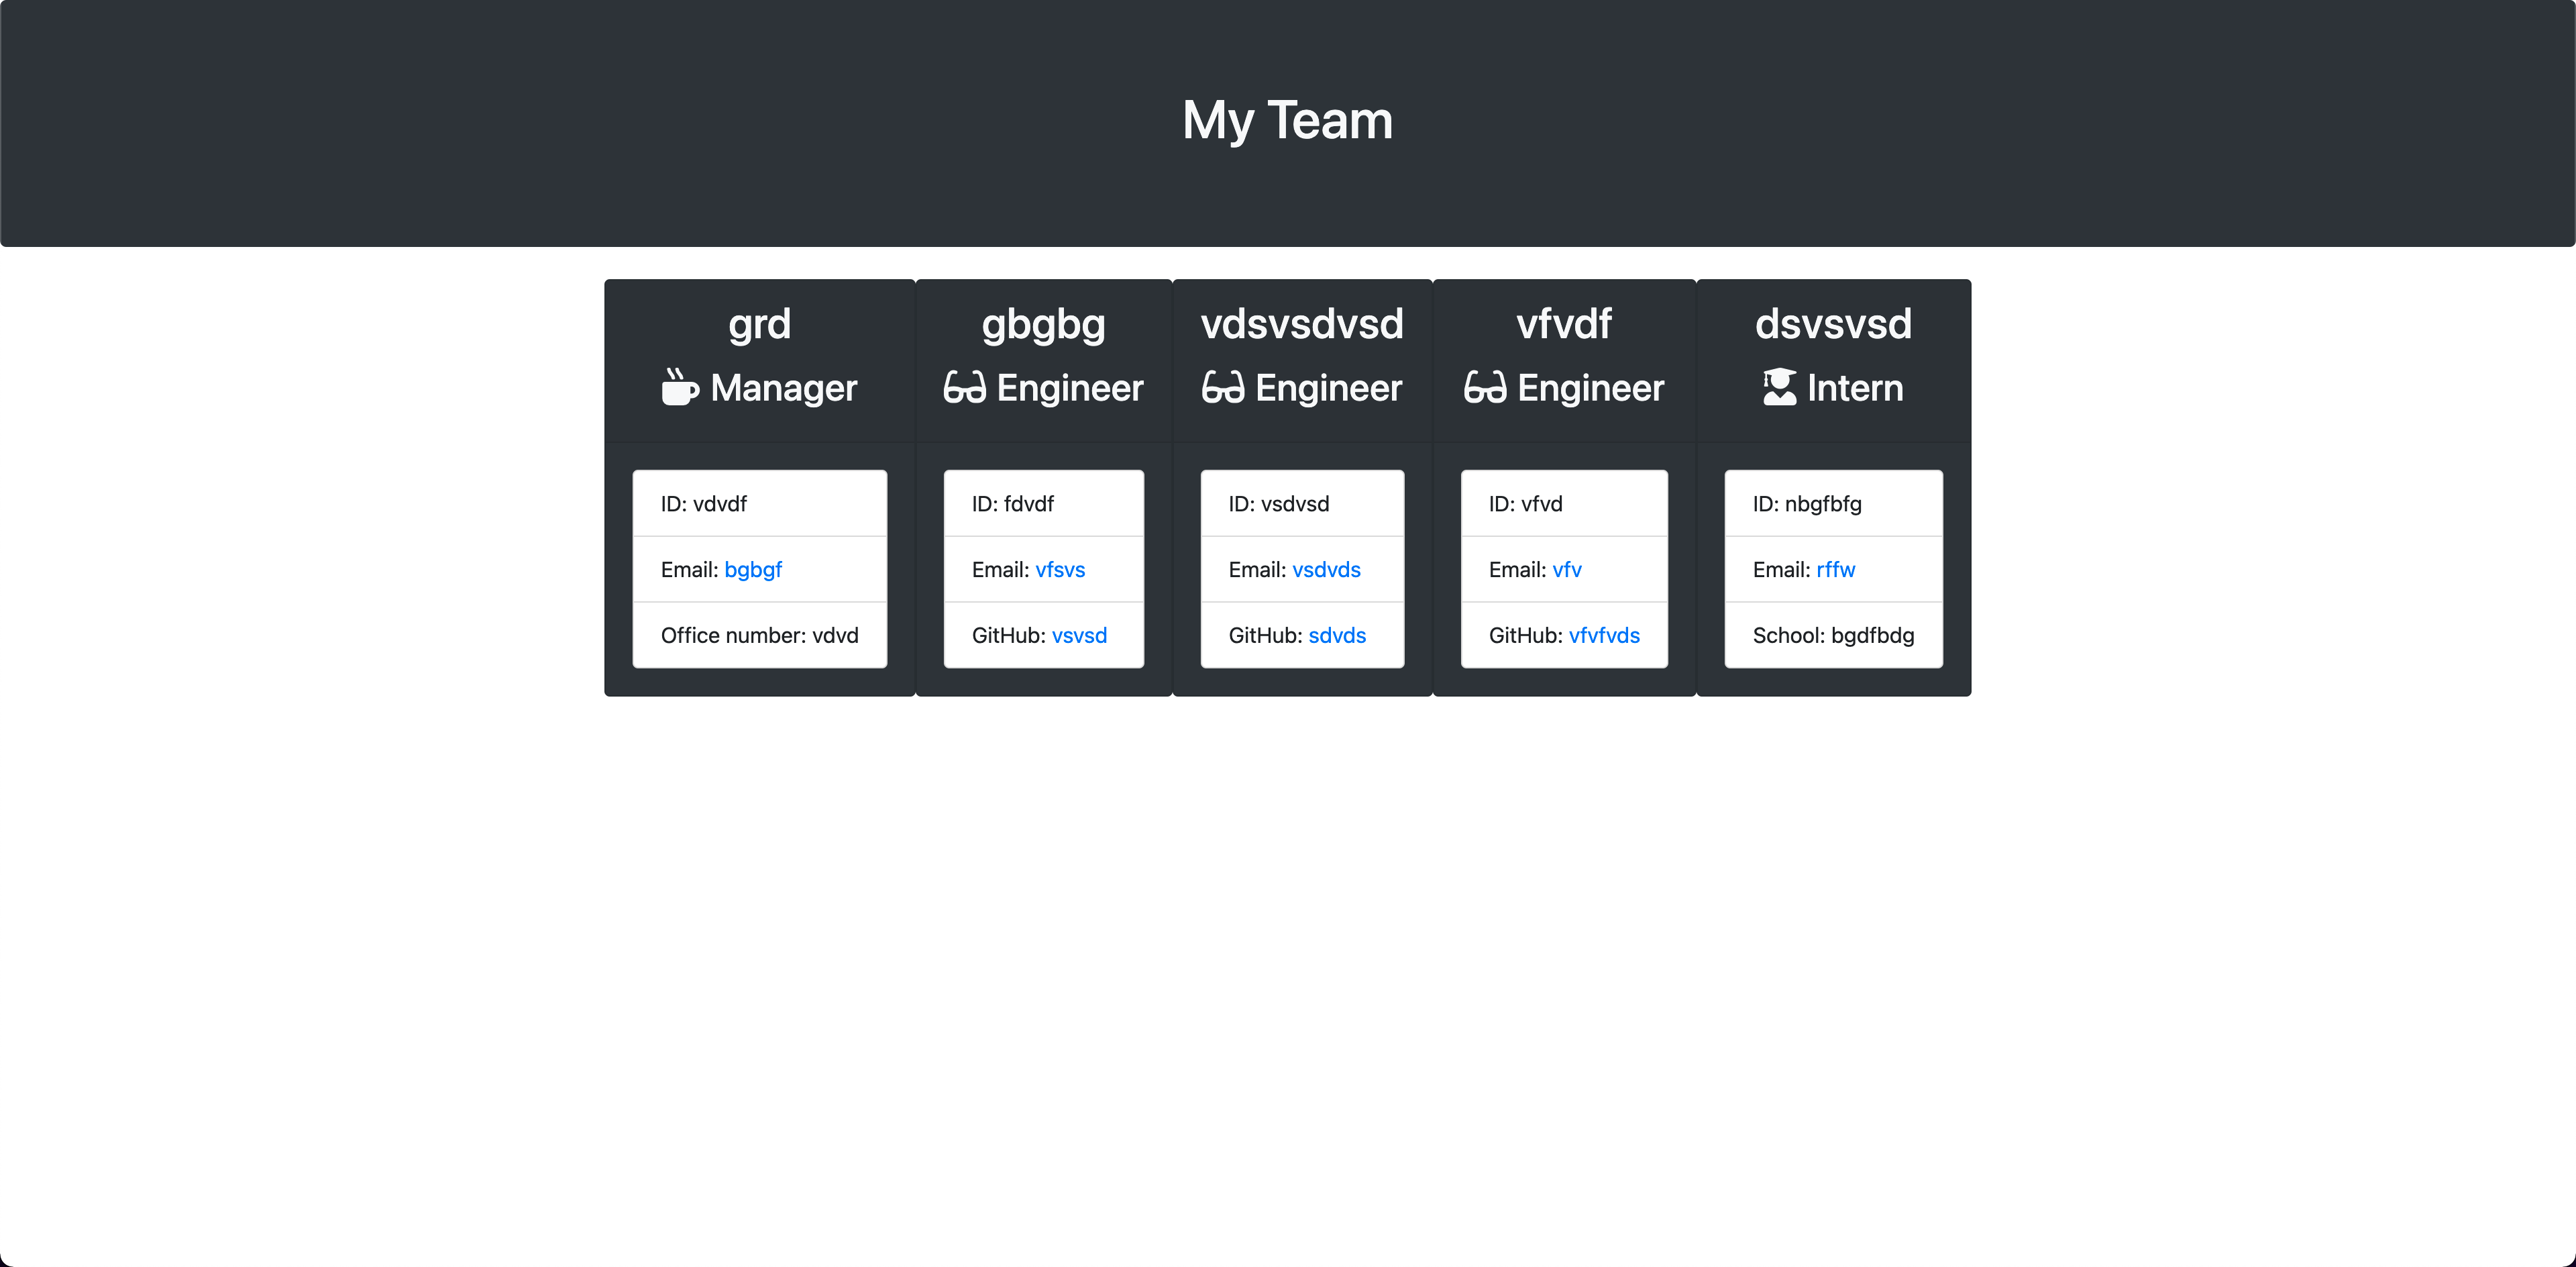 My Team
grd
Manager
ID: vdvdf
Email: bgbgf
Office number: vdvd
gbgbg
Engineer
ID: fdvdf
Email: vfsvs
GitHub: vsvsd
vdsvsdvsd
Engineer
ID: vsdvsd
Email: vsdvds
GitHub: sdvds
vfvdf
Engineer
ID: vfvd
Email: vfv
GitHub: vfvfvds
dsvsvsd
Intern
ID: nbgfbfg
Email: rffw
School: bgdfbdg